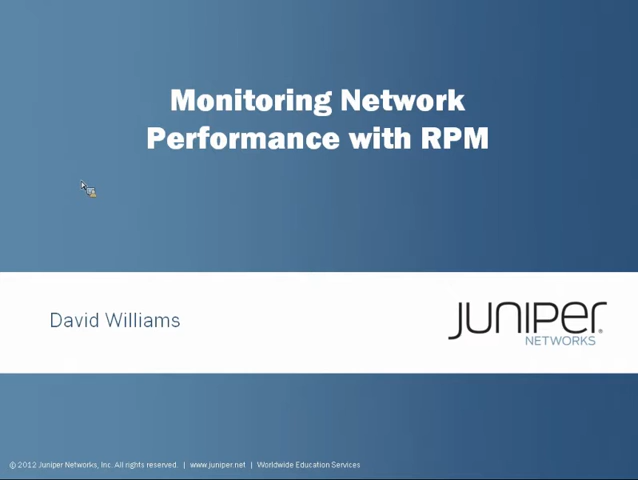 Monitoring Network
Performance with RPM
David Williams
JUNIPEr®
NETWORKS
© 2012 Juniper Networks, Inc. All rights reserved. | www.juniper.net | Worldwide Education Services